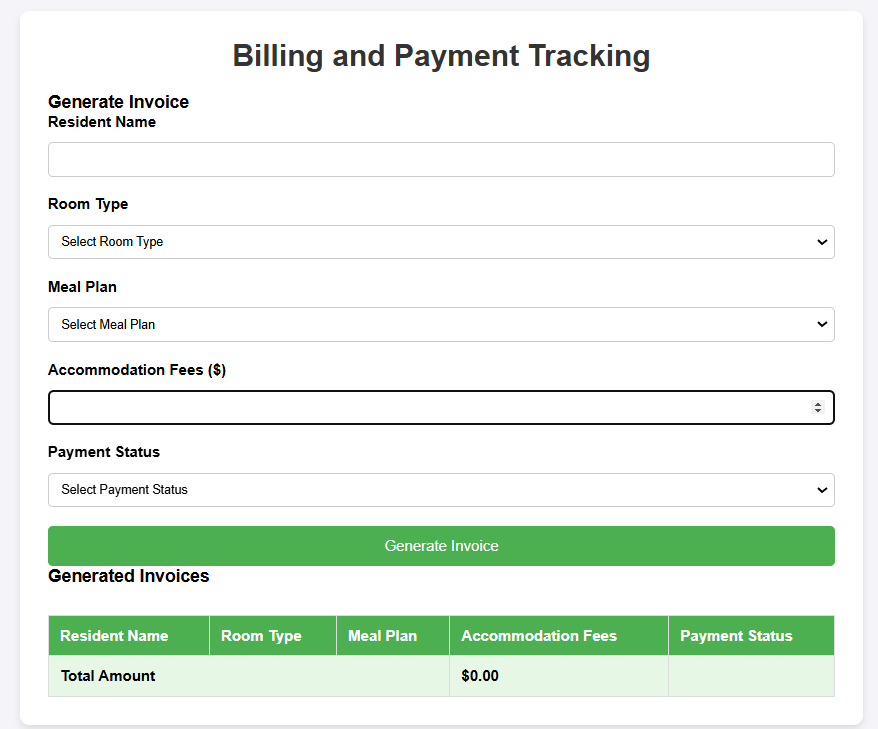 Billing and Payment Tracking
Generate Invoice
Resident Name
Room Type
Select Room Type
Meal Plan
Select Meal Plan
Accommodation Fees ($)
Payment Status
Select Payment Status
Generate Invoice
Generated Invoices
Resident Name Room Type Meal Plan Accommodation Fees Payment Status
Total Amount $0.00